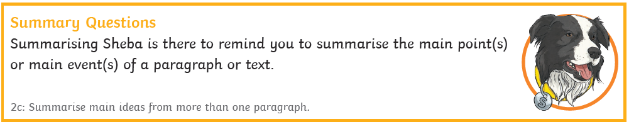 Summary Questions
Summarising Sheba is there to remind you to summarise the main point(s)
or main event(s) of a paragraph or text.
2c: Summarise main ideas from more than one paragraph.